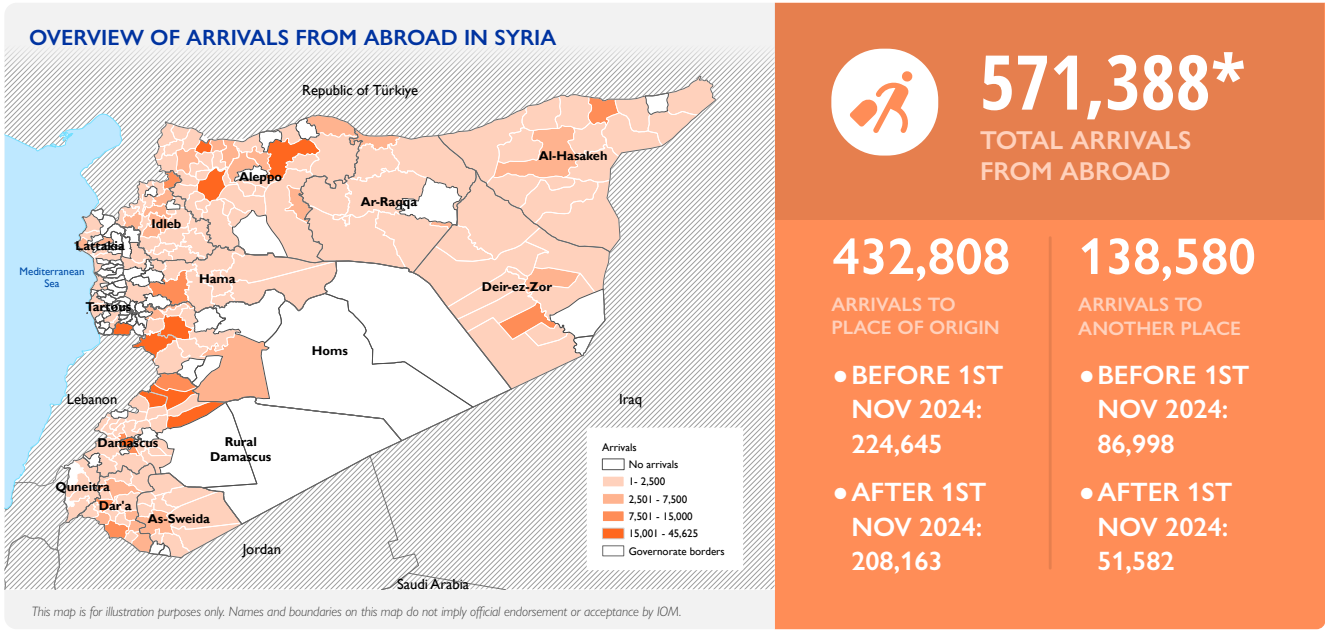 OVERVIEW OF ARRIVALS FROM ABROAD IN SYRIA
Republic of Türkiye
Al-Hasakeh
Aleppo
Ar-Raqqa
Idleb
Lattakia
Mediterranean
Sea
Hama
Deir-ez-Zor
Tartous
Homs
Lebanon
Iraq
Damascus
Rural
Damascus
Quneitra
Dar'a
As-Sweida
Jordan
Saudi Arabia
Arrivals
No arrivals
1- 2,500
2,501 - 7,500
7,501 - 15,000
15,001 - 45,625
Governorate borders
This map is for illustration purposes only. Names and boundaries on this map do not imply official endorsement or acceptance by IOM.
571,388*
TOTAL ARRIVALS
FROM ABROAD
432,808
ARRIVALS TO
PLACE OF ORIGIN
● BEFORE 1ST
NOV 2024:
224,645
● AFTER 1ST
NOV 2024:
208,163
138,580
ARRIVALS TO
ANOTHER PLACE
● BEFORE 1ST
NOV 2024:
86,998
● AFTER 1ST
NOV 2024:
51,582